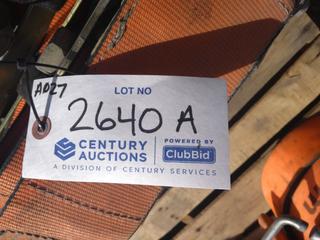 LOT NO
A027
2640 A
CENTURY
AUCTIONS
POWERED BY
ClubBid
A DIVISION OF CENTURY SERVICES